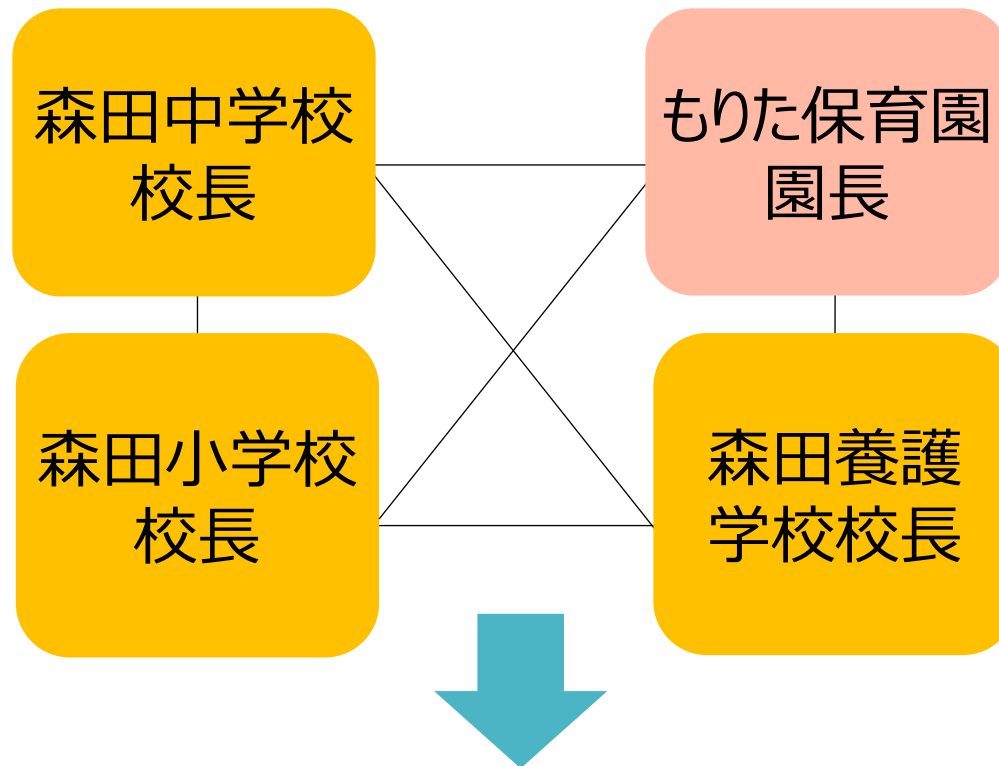 森田中学校
校長
もりた保育園
園長
森田小学校
校長
森田養護
学校校長